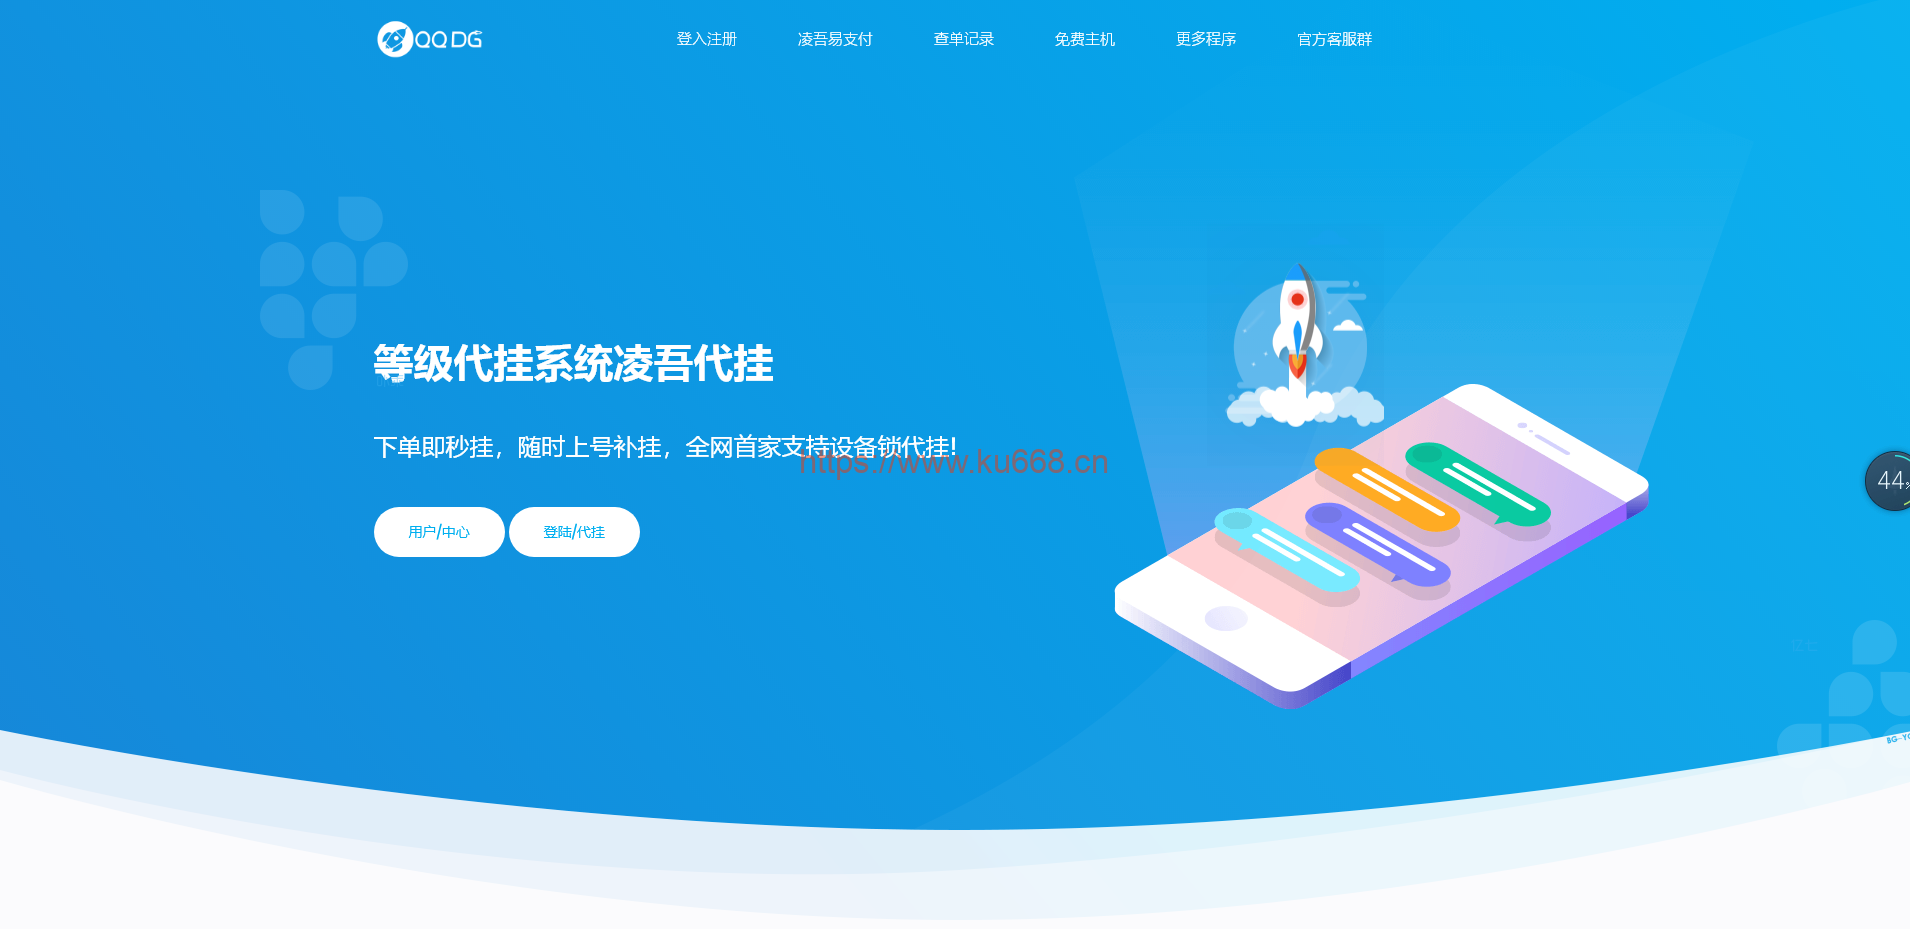 QQ DG
登入注册
凌吾易支付
查单记录
免费主机
更多程序
官方客服群
等级代挂系统凌吾代挂
下单即秒挂，随时上号补挂，全网首家支持设备锁代挂!
https://www.ku668.cn
用户/中心
登陆/代挂
44